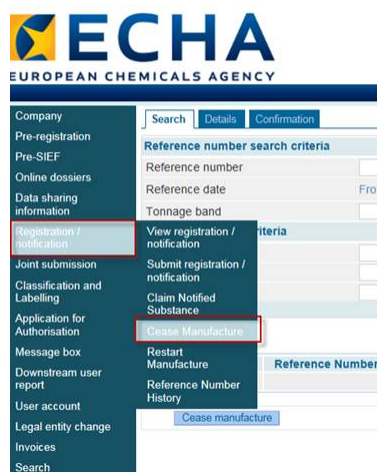 ECHA
EUROPEAN CHEMICALS AGENCY
Company
Pre-registration
Pre-SIEF
Online dossiers
Data sharing
information
Registration /
notification
Joint submission
Classification and
Labelling
Application for
Authorisation
Message box
Downstream user
report
User account
Legal entity change
Invoices
Search
View registration /
notification
Submit registration /
notification
Claim Notified
Substance
Cease Manufacture
Restart
Manufacture
Reference Number
History
Search Details Confirmation
Reference number search criteria
Reference number
Reference date Fro
Tonnage band
iteria
Reference Number
Cease manufacture